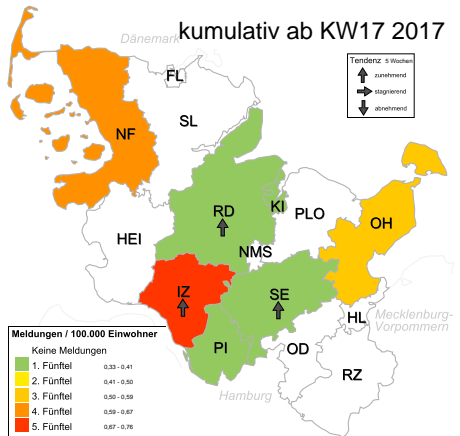 kumulativ ab KW17 2017
Dänemark
Tendenz 5 Wochen
zunehmend
stagnierend
abnehmend
FL
SL
NF
KI
RD
PLO
OH
HEI
NMS
IZ
SE
HL
Mecklenburg-
Vorpommern
PI
OD
RZ
Hamburg
Meldungen / 100.000 Einwohner
Keine Meldungen
1. Fünftel 0,33 - 0,41
2. Fünftel 0,41 - 0,50
3. Fünftel 0,50 - 0,59
4. Fünftel 0,59 - 0,67
5. Fünftel 0,67 - 0,76